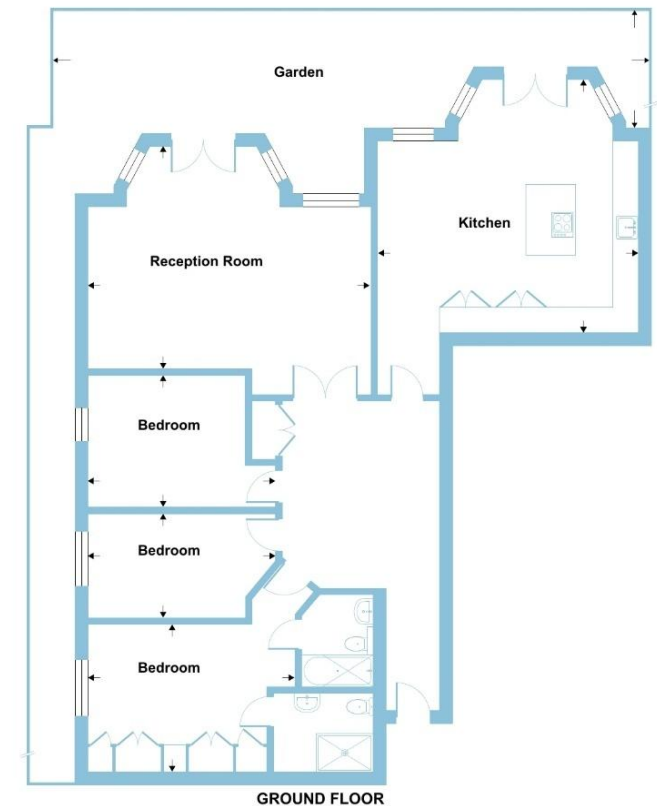 Garden
Kitchen
Reception Room
Bedroom
Bedroom
Bedroom
GROUND FLOOR